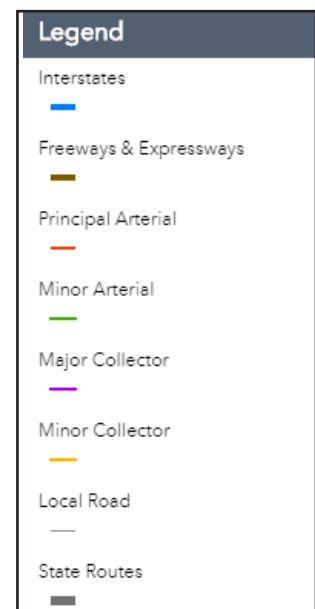 Legend
Interstates
Freeways & Expressways
Principal Arterial
Minor Arterial
Major Collector
Minor Collector
Local Road
State Routes